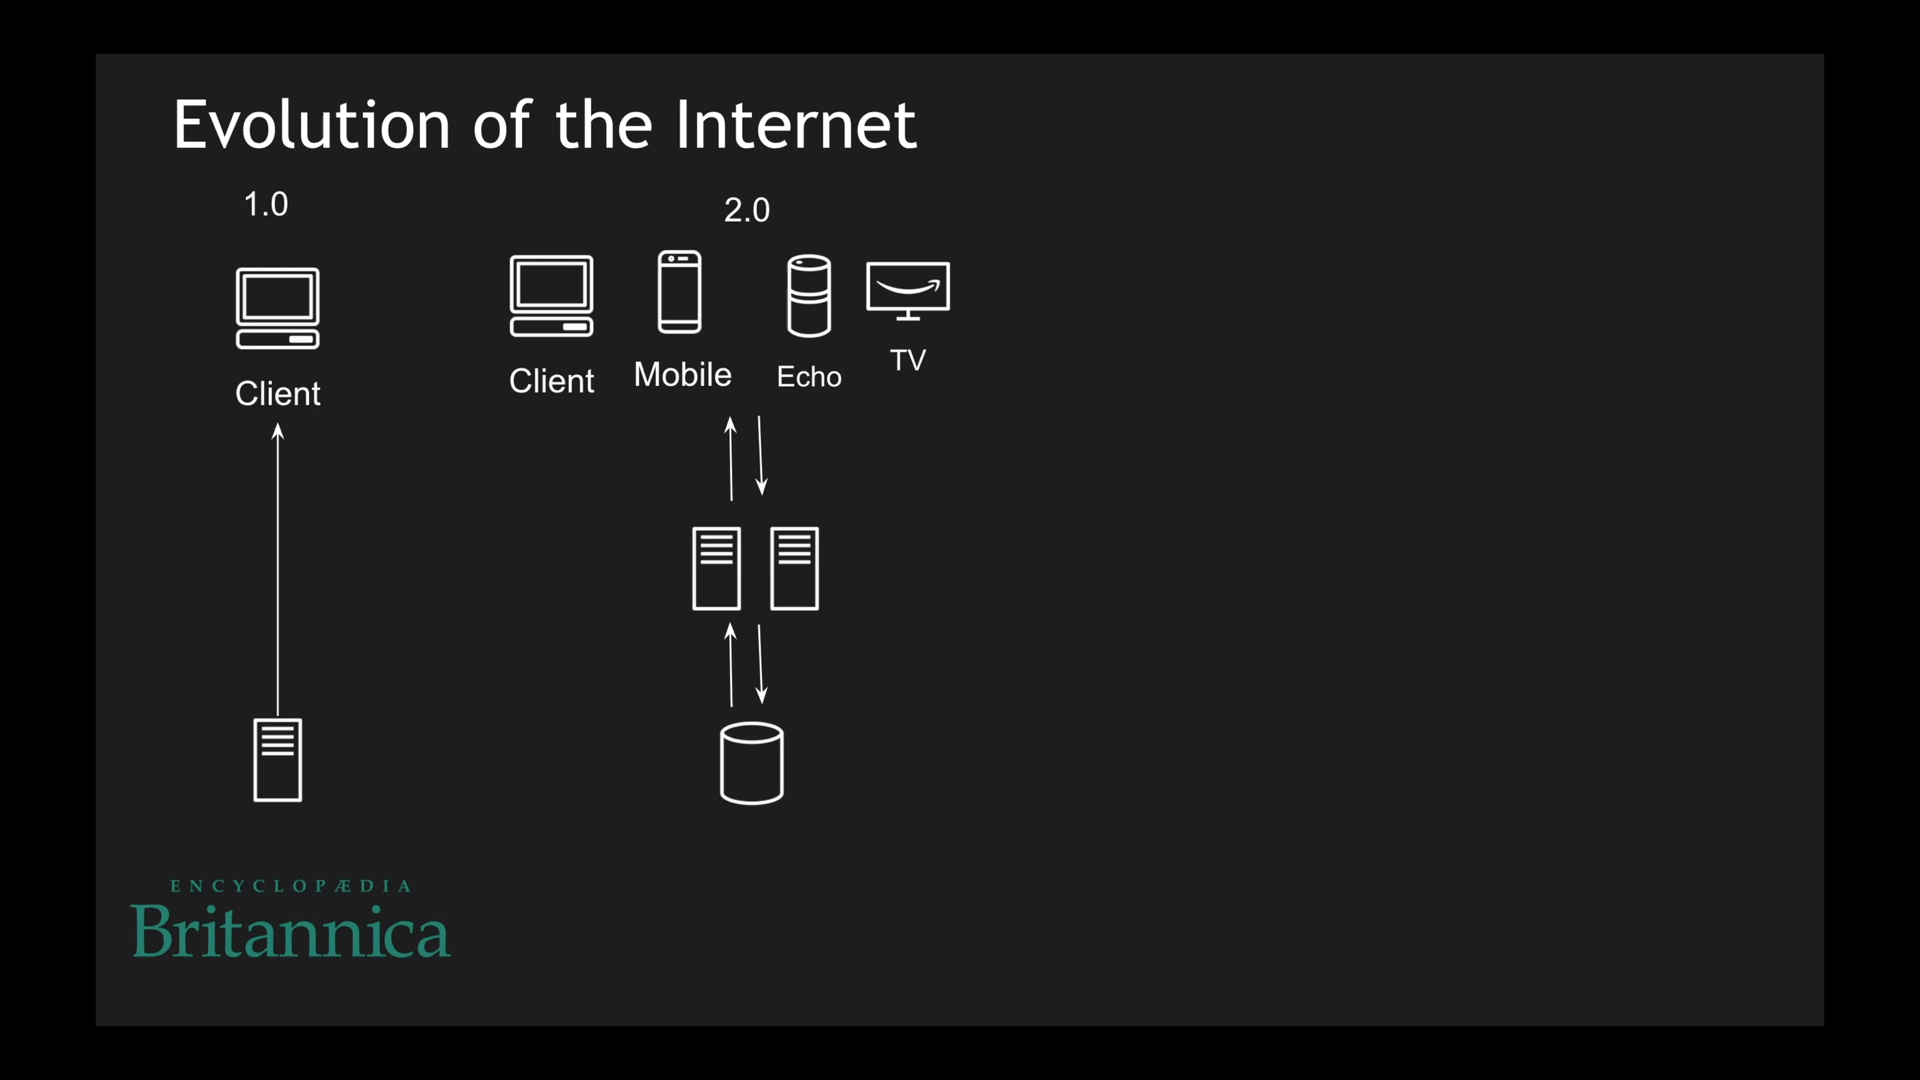 Evolution of the Internet
1.0
2.0
Client
Client
Mobile
Echo
TV
ENCYCLOPÆDIA
Britannica